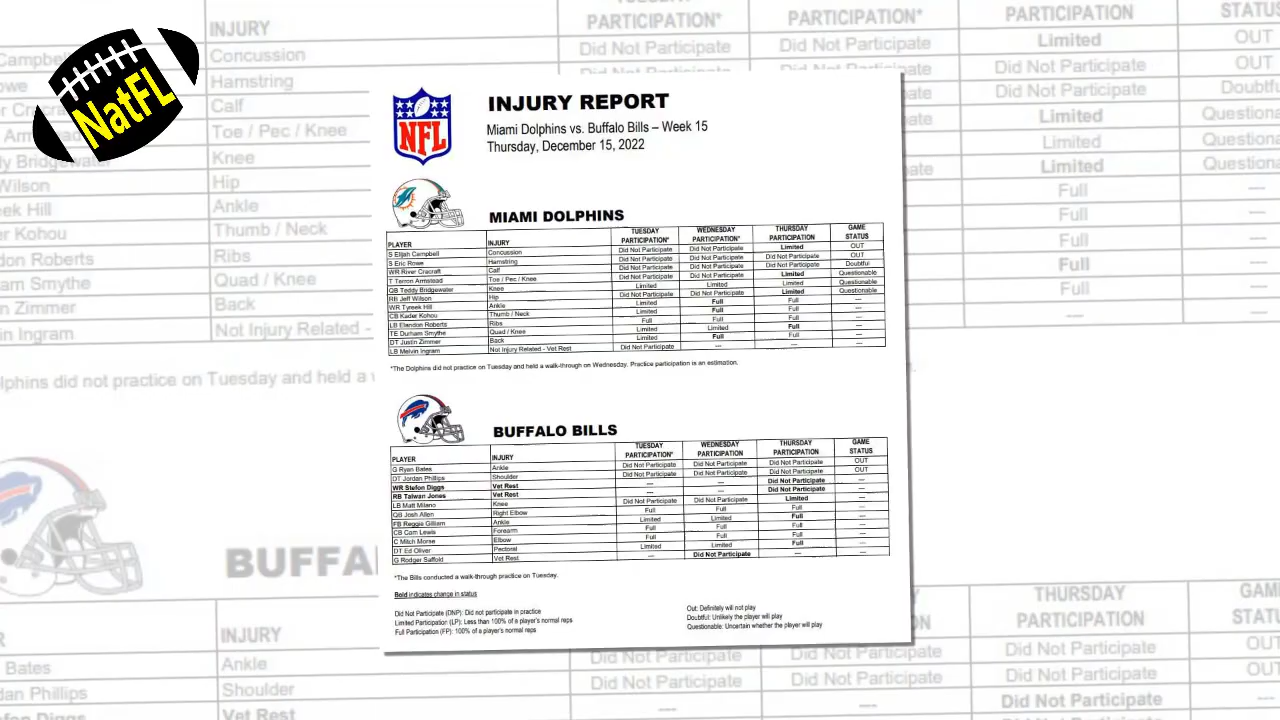 NatFL
NFL
INJURY REPORT
Miami Dolphins vs. Buffalo Bills – Week 15
Thursday, December 15, 2022
MIAMI DOLPHINS
PLAYER INJURY TUESDAY PARTICIPATION* WEDNESDAY PARTICIPATION* THURSDAY PARTICIPATION GAME STATUS
S Elijah Campbell Concussion Did Not Participate Did Not Participate Limited OUT
S Eric Rowe Hamstring Did Not Participate Did Not Participate Did Not Participate OUT
WR River Cracraft Calf Did Not Participate Did Not Participate Did Not Participate Doubtful
T Terron Armstead Toe / Pec / Knee Did Not Participate Did Not Participate Limited Questionable
QB Teddy Bridgewater Knee Limited Limited Limited Questionable
RB Jeff Wilson Hip Did Not Participate Did Not Participate Limited Questionable
WR Tyreek Hill Ankle Limited Full Full ---
CB Kader Kohou Thumb / Neck Limited Full Full ---
LB Elandon Roberts Ribs Full Full Full ---
TE Durham Smythe Quad / Knee Limited Limited Full ---
DT Justin Zimmer Back Limited Full Full ---
LB Melvin Ingram Not Injury Related - Vet Rest Did Not Participate --- --- ---
*The Dolphins did not practice on Tuesday and held a walk-through on Wednesday. Practice participation is an estimation.
BUFFALO BILLS
PLAYER INJURY TUESDAY PARTICIPATION* WEDNESDAY PARTICIPATION THURSDAY PARTICIPATION GAME STATUS
G Ryan Bates Ankle Did Not Participate Did Not Participate Did Not Participate OUT
DT Jordan Phillips Shoulder Did Not Participate Did Not Participate Did Not Participate OUT
WR Stefon Diggs Vet Rest --- --- Did Not Participate ---
RB Taiwan Jones Vet Rest --- --- Did Not Participate ---
LB Matt Milano Knee Did Not Participate Did Not Participate Limited ---
QB Josh Allen Right Elbow Full Full Full ---
FB Reggie Gilliam Ankle Limited Limited Full ---
CB Cam Lewis Forearm Full Full Full ---
C Mitch Morse Elbow Full Full Full ---
DT Ed Oliver Pectoral Limited Limited Full ---
G Rodger Saffold Vet Rest --- Did Not Participate --- ---
*The Bills conducted a walk-through practice on Tuesday.
Bold indicates change in status
Did Not Participate (DNP): Did not participate in practice
Limited Participation (LP): Less than 100% of a player's normal reps
Full Participation (FP): 100% of a player's normal reps
Out: Definitely will not play
Doubtful: Unlikely the player will play
Questionable: Uncertain whether the player will play